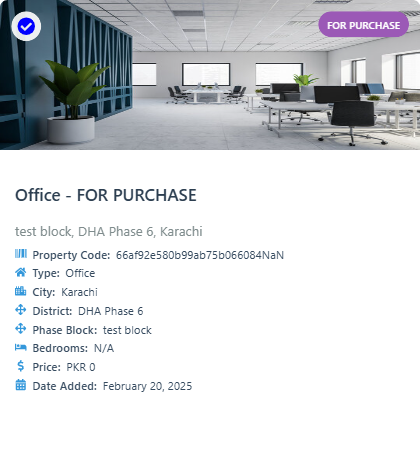 FOR PURCHASE
Office - FOR PURCHASE
test block, DHA Phase 6, Karachi
Property Code: 66af92e580b99ab75b066084NaN
Type: Office
City: Karachi
District: DHA Phase 6
Phase Block: test block
Bedrooms: N/A
Price: PKR 0
Date Added: February 20, 2025